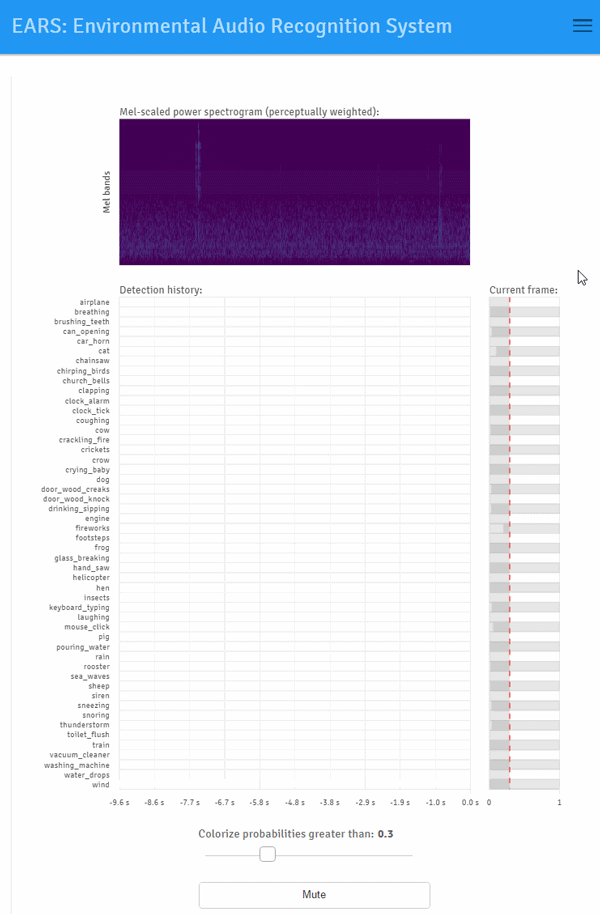 EARS: Environmental Audio Recognition System
Mel-scaled power spectrogram (perceptually weighted):
Mel bands
Detection history:
Current frame:
airplane
breathing
brushing_teeth
can_opening
car_horn
cat
chainsaw
chirping_birds
church_bells
clapping
clock_alarm
clock_tick
coughing
cow
crackling_fire
crickets
crow
crying_baby
dog
door_wood_creaks
door_wood_knock
drinking_sipping
engine
fireworks
footsteps
frog
glass_breaking
hand_saw
helicopter
hen
insects
keyboard_typing
laughing
mouse_click
pig
pouring_water
rain
rooster
sea_waves
sheep
siren
sneezing
snoring
thunderstorm
toilet_flush
train
vacuum_cleaner
washing_machine
water_drops
wind
-9.6 s -8.6 s -7.7 s -6.7 s -5.8 s -4.8 s -3.8 s -2.9 s -1.9 s -1.0 s 0.0 s 0 1
Colorize probabilities greater than: 0.3
Mute